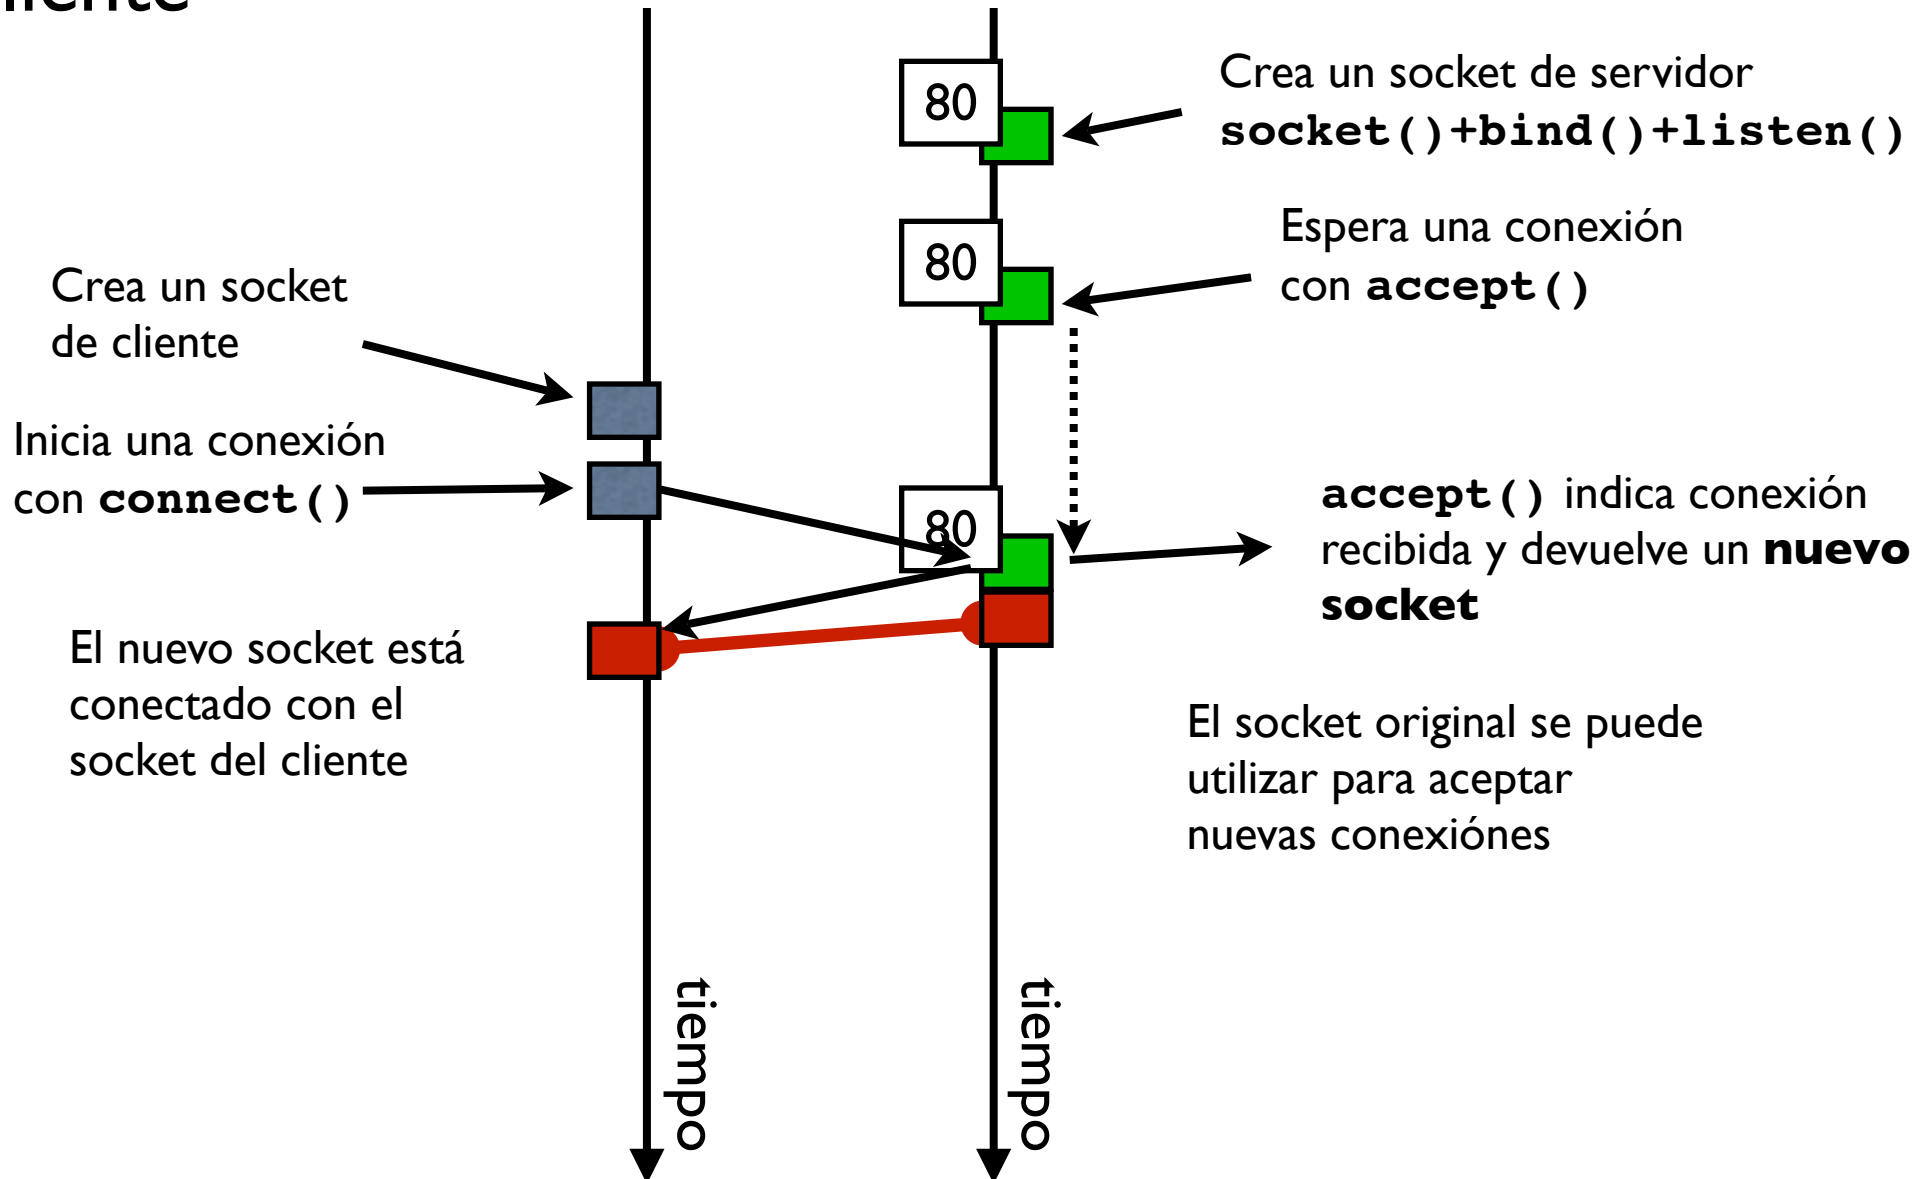 liente
80
Crea un socket de servidor
socket()+bind()+listen()
80
Espera una conexión
con accept()
Crea un socket
de cliente
Inicia una conexión
con connect()
80
accept() indica conexión
recibida y devuelve un nuevo
socket
El nuevo socket está
conectado con el
socket del cliente
El socket original se puede
utilizar para aceptar
nuevas conexiónes
tiempo
tiempo